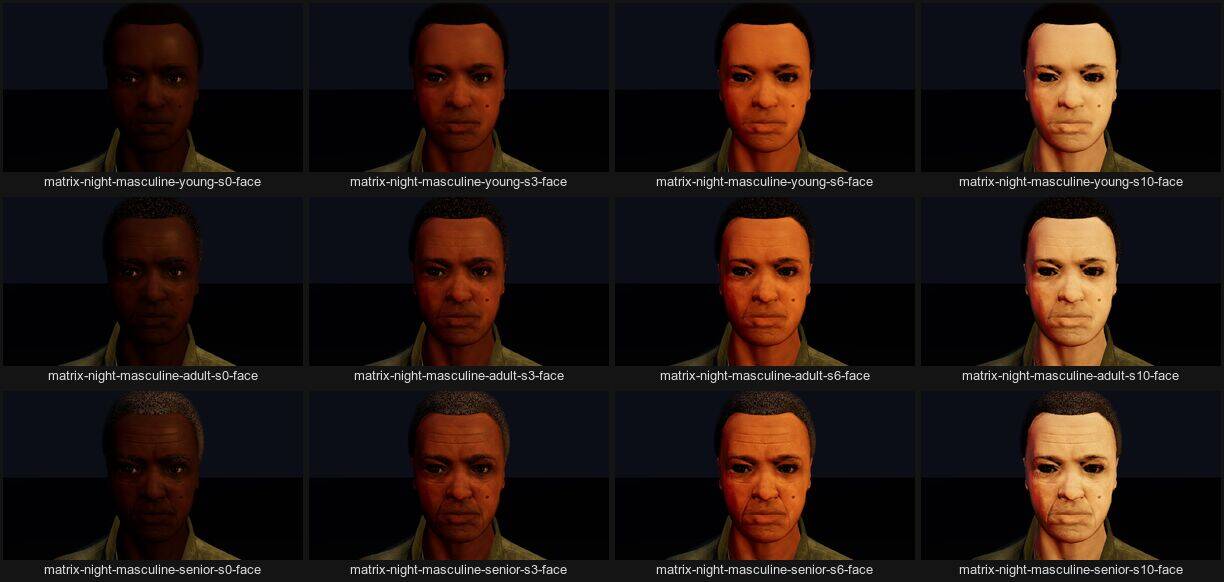 matrix-night-masculine-young-s0-face
matrix-night-masculine-young-s3-face
matrix-night-masculine-young-s6-face
matrix-night-masculine-young-s10-face
matrix-night-masculine-adult-s0-face
matrix-night-masculine-adult-s3-face
matrix-night-masculine-adult-s6-face
matrix-night-masculine-adult-s10-face
matrix-night-masculine-senior-s0-face
matrix-night-masculine-senior-s3-face
matrix-night-masculine-senior-s6-face
matrix-night-masculine-senior-s10-face